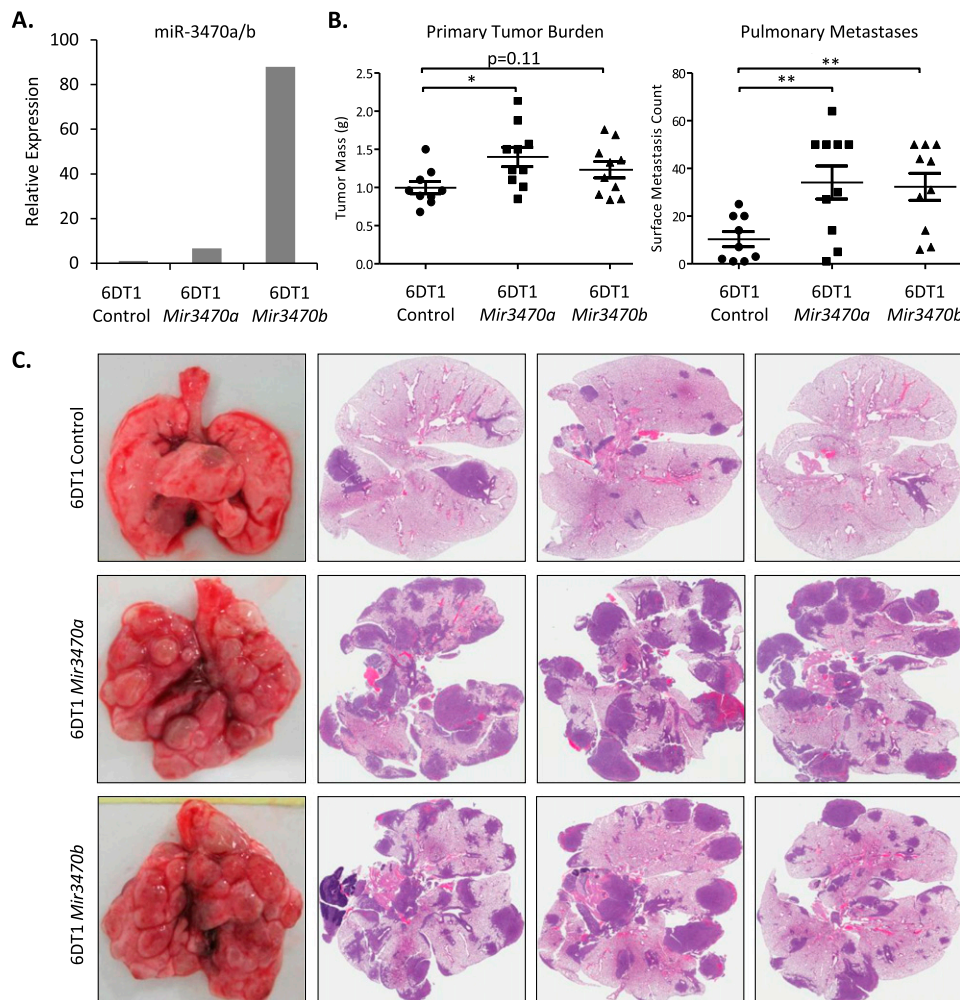 A.
miR-3470a/b
Relative Expression
100
80
60
40
20
0
6DT1 Control
6DT1 Mir3470a
6DT1 Mir3470b
B.
Primary Tumor Burden
p=0.11
*
Tumor Mass (g)
2.5
2.0
1.5
1.0
0.5
0.0
6DT1 Control
6DT1 Mir3470a
6DT1 Mir3470b
Pulmonary Metastases
**
**
Surface Metastasis Count
80
60
40
20
0
6DT1 Control
6DT1 Mir3470a
6DT1 Mir3470b
C.
6DT1 Control
6DT1 Mir3470a
6DT1 Mir3470b